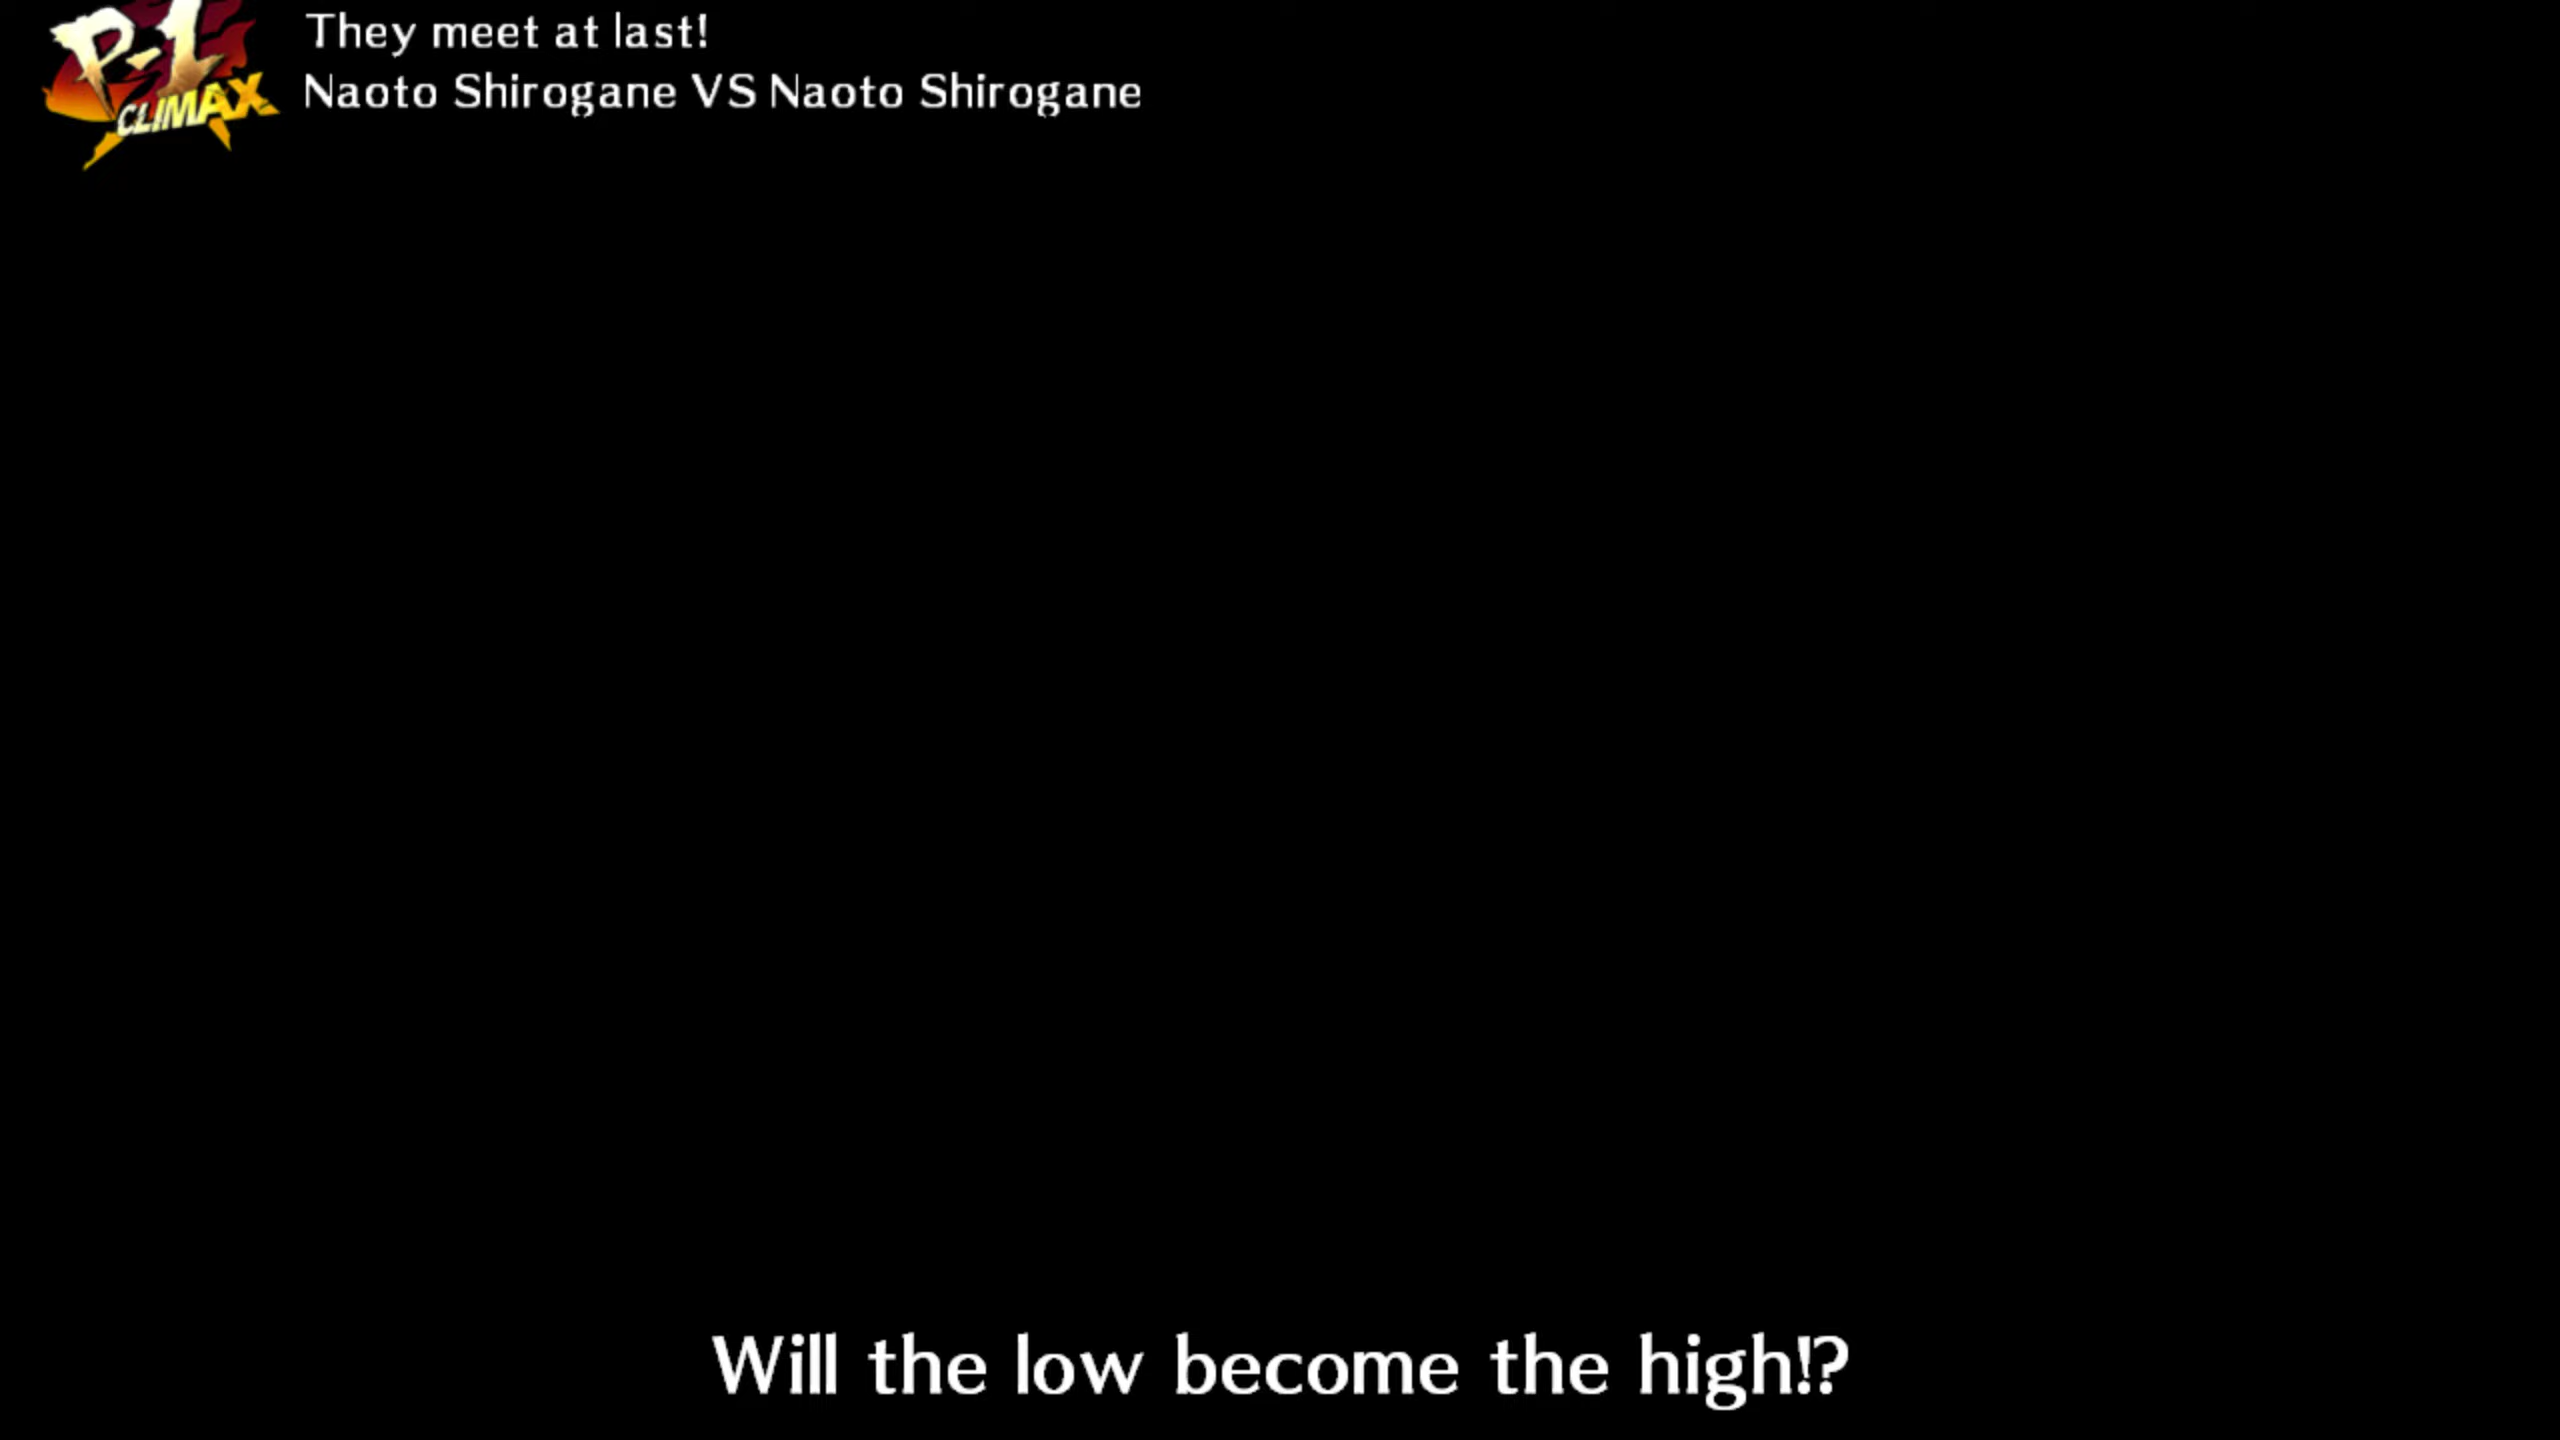 P-1
CLIMAX
They meet at last!
Naoto Shirogane VS Naoto Shirogane
Will the low become the high!?